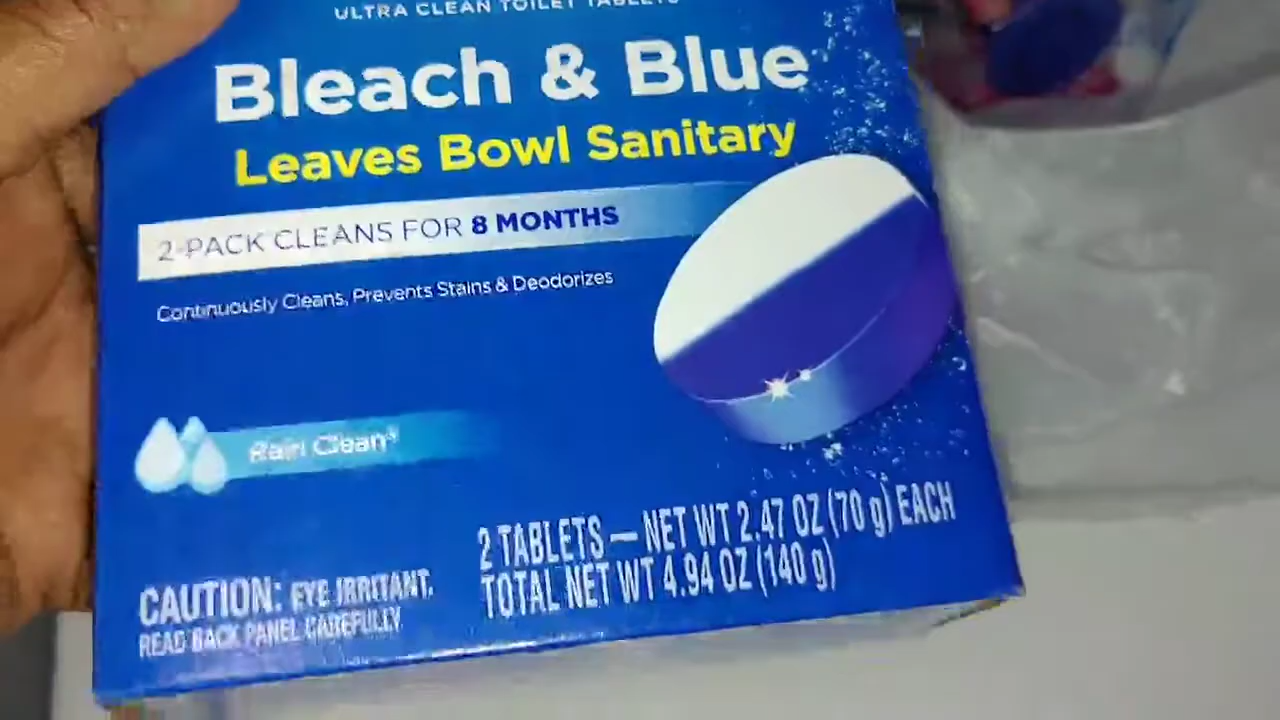 ULTRA CLEAN TOILET TABLETS
Bleach & Blue
Leaves Bowl Sanitary
2-PACK CLEANS FOR 8 MONTHS
Continuously Cleans, Prevents Stains & Deodorizes
Rain Clean§
2 TABLETS — NET WT 2.47 OZ (70 g) EACH
TOTAL NET WT 4.94 OZ (140 g)
CAUTION: EYE IRRITANT.
READ BACK PANEL CAREFULLY.